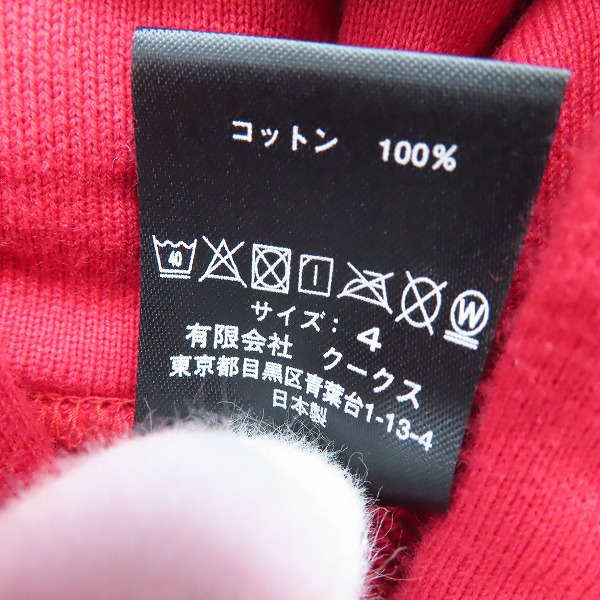 コットン 100%
40 W
サイズ: 4
有限会社 クークス
東京都目黒区青葉台1-13-4
日本製